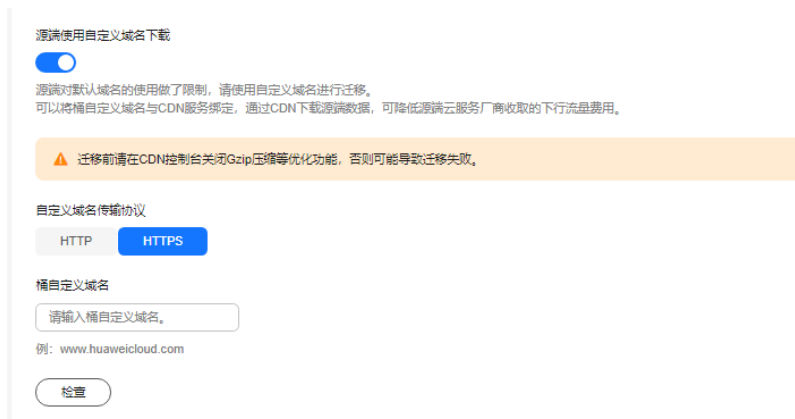 源端使用自定义域名下载
源端对默认域名的使用做了限制，请使用自定义域名进行迁移。
可以将桶自定义域名与CDN服务绑定，通过CDN下载源端数据，可降低源端云服务厂商收取的下行流量费用。
迁移前请在CDN控制台关闭Gzip压缩等优化功能，否则可能导致迁移失败。
自定义域名传输协议
HTTP HTTPS
桶自定义域名
请输入桶自定义域名。
例：www.huaweicloud.com
检查